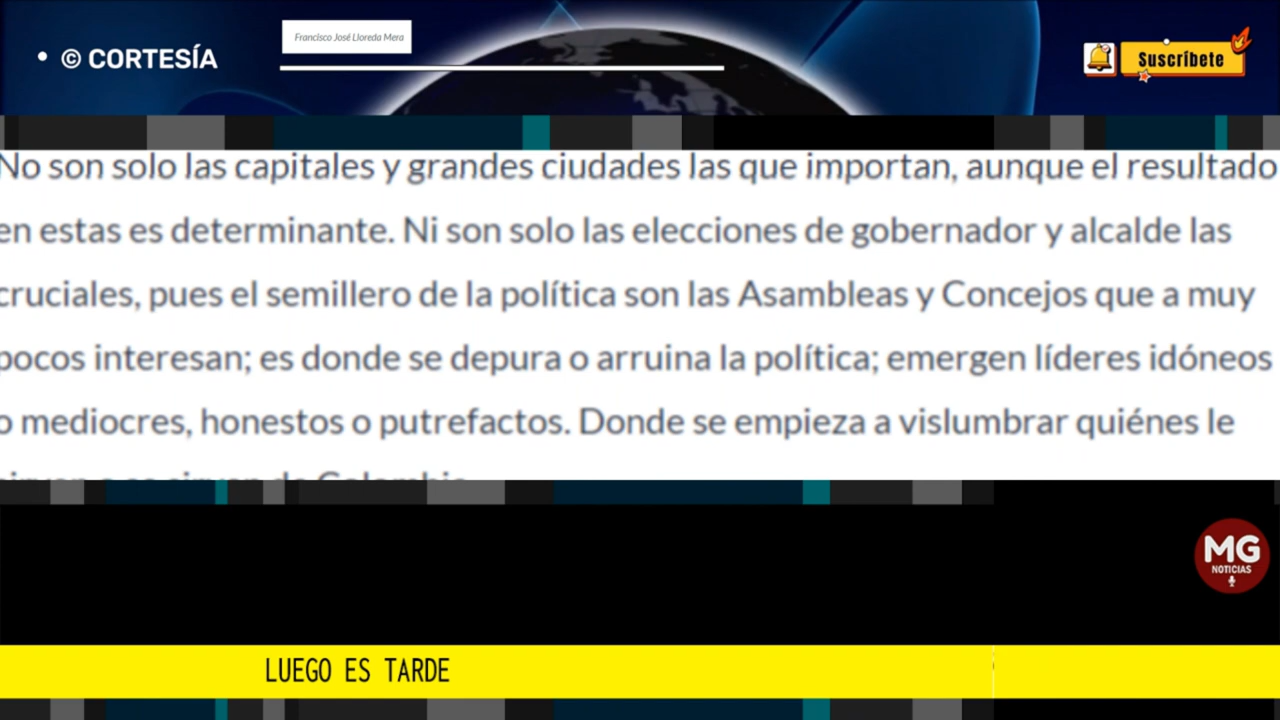 • © CORTESÍA
Francisco José Lloreda Mera
Suscríbete
No son solo las capitales y grandes ciudades las que importan, aunque el resultado
en estas es determinante. Ni son solo las elecciones de gobernador y alcalde las
cruciales, pues el semillero de la política son las Asambleas y Concejos que a muy
pocos interesan; es donde se depura o arruina la política; emergen líderes idóneos
o mediocres, honestos o putrefactos. Donde se empieza a vislumbrar quiénes le
MG
NOTICIAS
LUEGO ES TARDE